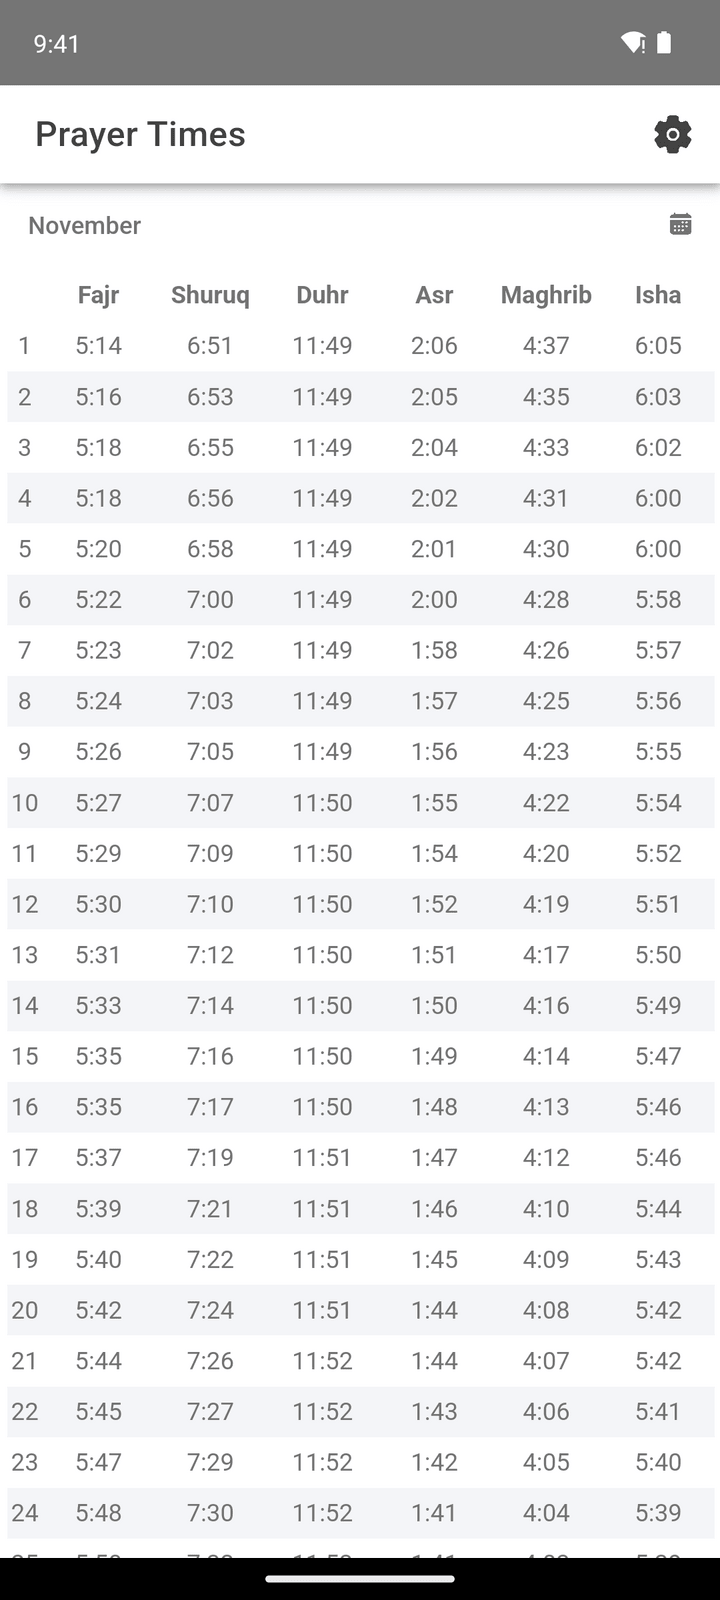 9:41
Prayer Times
November
Fajr Shuruq Duhr Asr Maghrib Isha
1 5:14 6:51 11:49 2:06 4:37 6:05
2 5:16 6:53 11:49 2:05 4:35 6:03
3 5:18 6:55 11:49 2:04 4:33 6:02
4 5:18 6:56 11:49 2:02 4:31 6:00
5 5:20 6:58 11:49 2:01 4:30 6:00
6 5:22 7:00 11:49 2:00 4:28 5:58
7 5:23 7:02 11:49 1:58 4:26 5:57
8 5:24 7:03 11:49 1:57 4:25 5:56
9 5:26 7:05 11:49 1:56 4:23 5:55
10 5:27 7:07 11:50 1:55 4:22 5:54
11 5:29 7:09 11:50 1:54 4:20 5:52
12 5:30 7:10 11:50 1:52 4:19 5:51
13 5:31 7:12 11:50 1:51 4:17 5:50
14 5:33 7:14 11:50 1:50 4:16 5:49
15 5:35 7:16 11:50 1:49 4:14 5:47
16 5:35 7:17 11:50 1:48 4:13 5:46
17 5:37 7:19 11:51 1:47 4:12 5:46
18 5:39 7:21 11:51 1:46 4:10 5:44
19 5:40 7:22 11:51 1:45 4:09 5:43
20 5:42 7:24 11:51 1:44 4:08 5:42
21 5:44 7:26 11:52 1:44 4:07 5:42
22 5:45 7:27 11:52 1:43 4:06 5:41
23 5:47 7:29 11:52 1:42 4:05 5:40
24 5:48 7:30 11:52 1:41 4:04 5:39